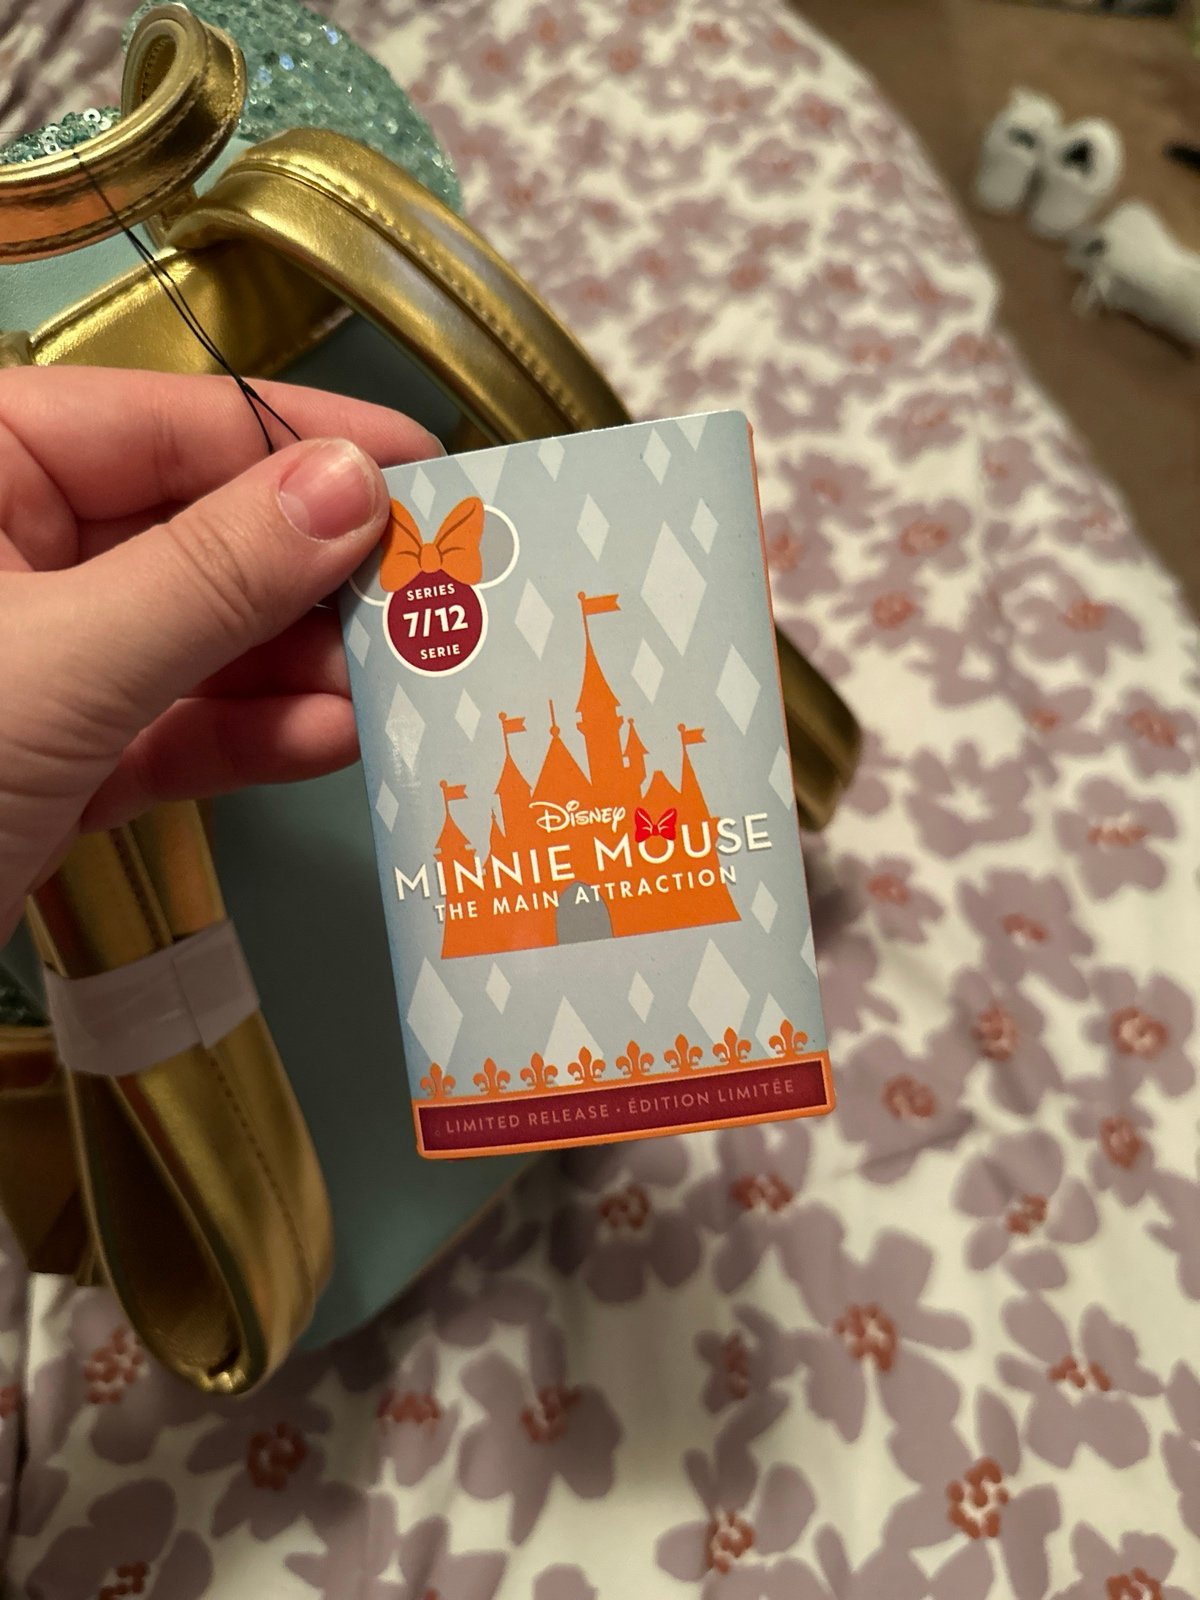 SERIES
7/12
SERIE
Disney
MINNIE MOUSE
THE MAIN ATTRACTION
LIMITED RELEASE · ÉDITION LIMITÉE